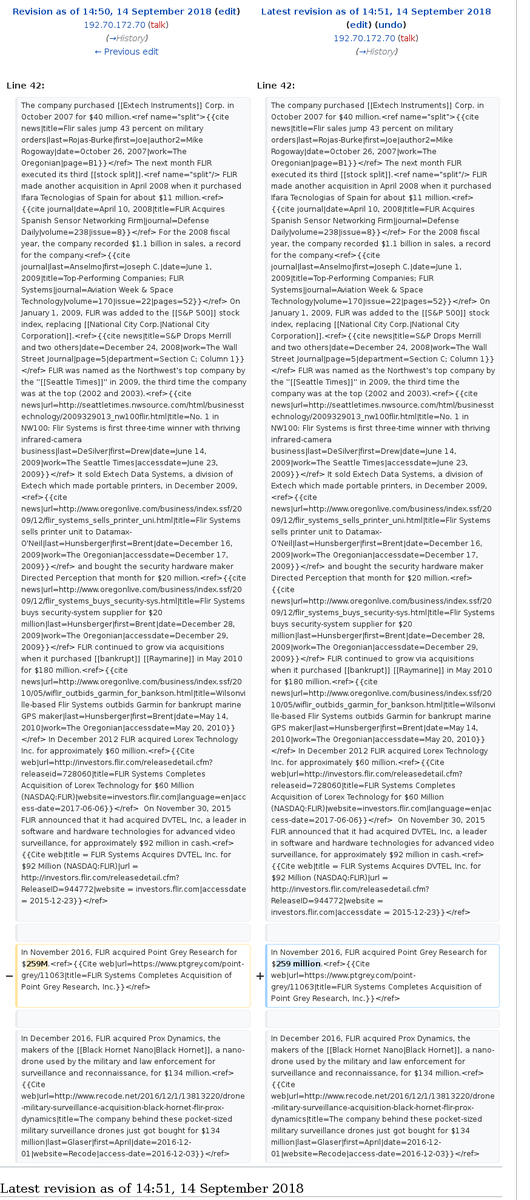 Revision as of 14:50, 14 September 2018 (edit)
192.70.172.70 (talk)
(→History)
← Previous edit
Latest revision as of 14:51, 14 September 2018
(edit) (undo)
192.70.172.70 (talk)
(→History)
Line 42:
The company purchased [[Extech Instruments]] Corp. in
October 2007 for $40 million.<ref name="split">{{cite
news|title=Flir sales jump 43 percent on military
orders|last=Rojas-Burke|first=Joe|author2=Mike
Rogoway|date=October 26, 2007|work=The
Oregonian|page=B1}}</ref> The next month FLIR
executed its third [[stock split]].<ref name="split"/> FLIR
made another acquisition in April 2008 when it purchased
Ifara Tecnologias of Spain for about $11 million.<ref>
{{cite journal|date=April 10, 2008|title=FLIR Acquires
Spanish Sensor Networking Firm|journal=Defense
Daily|volume=238|issue=8}}</ref> For the 2008 fiscal
year, the company recorded $1.1 billion in sales, a record
for the company.<ref>{{cite
journal|last=Anselmo|first=Joseph C.|date=June 1,
2009|title=Top-Performing Companies; FLIR
Systems|journal=Aviation Week & Space
Technology|volume=170|issue=22|pages=52}}</ref> On
January 1, 2009, FLIR was added to the [[S&P 500]] stock
index, replacing [[National City Corp.|National City
Corporation]].<ref>{{cite news|title=S&P Drops Merrill
and two others|date=December 24, 2008|work=The Wall
Street Journal|page=5|department=Section C; Column 1}}
</ref> FLIR was named as the Northwest's top company by
the ''[[Seattle Times]]'' in 2009, the third time the company
was at the top (2002 and 2003).<ref>{{cite
news|url=http://seattletimes.nwsource.com/html/businesst
echnology/2009329013_nw100flir.html|title=No. 1 in
NW100: Flir Systems is first three-time winner with thriving
infrared-camera
business|last=DeSilver|first=Drew|date=June 14,
2009|work=The Seattle Times|accessdate=June 23,
2009}}</ref> It sold Extech Data Systems, a division of
Extech which made portable printers, in December 2009,
<ref>{{cite
news|url=http://www.oregonlive.com/business/index.ssf/20
09/12/flir_systems_sells_printer_uni.html|title=Flir Systems
sells printer unit to Datamax-
O'Neil|last=Hunsberger|first=Brent|date=December 16,
2009|work=The Oregonian|accessdate=December 17,
2009}}</ref> and bought the security hardware maker
Directed Perception that month for $20 million.<ref>{{cite
news|url=http://www.oregonlive.com/business/index.ssf/20
09/12/flir_systems_buys_security-sys.html|title=Flir Systems
buys security-system supplier for $20
million|last=Hunsberger|first=Brent|date=December 28,
2009|work=The Oregonian|accessdate=December 29,
2009}}</ref> FLIR continued to grow via acquisitions
when it purchased [[bankrupt]] [[Raymarine]] in May 2010
for $180 million.<ref>{{cite
news|url=http://www.oregonlive.com/business/index.ssf/20
10/05/wiflir_outbids_garmin_for_bankson.html|title=Wilsonvi
lle-based Flir Systems outbids Garmin for bankrupt marine
GPS maker|last=Hunsberger|first=Brent|date=May 14,
2010|work=The Oregonian|accessdate=May 20, 2010}}
</ref> In December 2012 FLIR acquired Lorex Technology
Inc. for approximately $60 million.<ref>{{Cite
web|url=http://investors.flir.com/releasedetail.cfm?
releaseid=728060|title=FLIR Systems Completes
Acquisition of Lorex Technology for $60 Million
(NASDAQ:FLIR)|website=investors.flir.com|language=en|acc
ess-date=2017-06-06}}</ref>  On November 30, 2015
FLIR announced that it had acquired DVTEL, Inc, a leader in
software and hardware technologies for advanced video
surveillance, for approximately $92 million in cash.<ref>
{{Cite web|title = FLIR Systems Acquires DVTEL, Inc. for
$92 Million (NASDAQ:FLIR)|url =
http://investors.flir.com/releasedetail.cfm?
ReleaseID=944772|website = investors.flir.com|accessdate
= 2015-12-23}}</ref>
− In November 2016, FLIR acquired Point Grey Research for
$259M.<ref>{{Cite web|url=https://www.ptgrey.com/point-
grey/11063|title=FLIR Systems Completes Acquisition of
Point Grey Research, Inc.}}</ref>
In December 2016, FLIR acquired Prox Dynamics, the
makers of the [[Black Hornet Nano|Black Hornet]], a nano-
drone used by the military and law enforcement for
surveillance and reconnaissance, for $134 million.<ref>
{{Cite
web|url=http://www.recode.net/2016/12/1/13813220/drone
-military-surveillance-acquisition-black-hornet-flir-prox-
dynamics|title=The company behind these pocket-sized
military surveillance drones just got bought for $134
million|last=Glaser|first=April|date=2016-12-
01|website=Recode|access-date=2016-12-03}}</ref>
Line 42:
The company purchased [[Extech Instruments]] Corp. in
October 2007 for $40 million.<ref name="split">{{cite
news|title=Flir sales jump 43 percent on military
orders|last=Rojas-Burke|first=Joe|author2=Mike
Rogoway|date=October 26, 2007|work=The
Oregonian|page=B1}}</ref> The next month FLIR
executed its third [[stock split]].<ref name="split"/> FLIR
made another acquisition in April 2008 when it purchased
Ifara Tecnologias of Spain for about $11 million.<ref>
{{cite journal|date=April 10, 2008|title=FLIR Acquires
Spanish Sensor Networking Firm|journal=Defense
Daily|volume=238|issue=8}}</ref> For the 2008 fiscal
year, the company recorded $1.1 billion in sales, a record
for the company.<ref>{{cite
journal|last=Anselmo|first=Joseph C.|date=June 1,
2009|title=Top-Performing Companies; FLIR
Systems|journal=Aviation Week & Space
Technology|volume=170|issue=22|pages=52}}</ref> On
January 1, 2009, FLIR was added to the [[S&P 500]] stock
index, replacing [[National City Corp.|National City
Corporation]].<ref>{{cite news|title=S&P Drops Merrill
and two others|date=December 24, 2008|work=The Wall
Street Journal|page=5|department=Section C; Column 1}}
</ref> FLIR was named as the Northwest's top company by
the ''[[Seattle Times]]'' in 2009, the third time the company
was at the top (2002 and 2003).<ref>{{cite
news|url=http://seattletimes.nwsource.com/html/businesst
echnology/2009329013_nw100flir.html|title=No. 1 in
NW100: Flir Systems is first three-time winner with thriving
infrared-camera
business|last=DeSilver|first=Drew|date=June 14,
2009|work=The Seattle Times|accessdate=June 23,
2009}}</ref> It sold Extech Data Systems, a division of
Extech which made portable printers, in December 2009,
<ref>{{cite
news|url=http://www.oregonlive.com/business/index.ssf/20
09/12/flir_systems_sells_printer_uni.html|title=Flir Systems
sells printer unit to Datamax-
O'Neil|last=Hunsberger|first=Brent|date=December 16,
2009|work=The Oregonian|accessdate=December 17,
2009}}</ref> and bought the security hardware maker
Directed Perception that month for $20 million.<ref>
{{cite
news|url=http://www.oregonlive.com/business/index.ssf/20
09/12/flir_systems_buys_security-sys.html|title=Flir Systems
buys security-system supplier for $20
million|last=Hunsberger|first=Brent|date=December 28,
2009|work=The Oregonian|accessdate=December 29,
2009}}</ref> FLIR continued to grow via acquisitions
when it purchased [[bankrupt]] [[Raymarine]] in May 2010
for $180 million.<ref>{{cite
news|url=http://www.oregonlive.com/business/index.ssf/20
10/05/wiflir_outbids_garmin_for_bankson.html|title=Wilsonvi
lle-based Flir Systems outbids Garmin for bankrupt marine
GPS maker|last=Hunsberger|first=Brent|date=May 14,
2010|work=The Oregonian|accessdate=May 20, 2010}}
</ref> In December 2012 FLIR acquired Lorex Technology
Inc. for approximately $60 million.<ref>{{Cite
web|url=http://investors.flir.com/releasedetail.cfm?
releaseid=728060|title=FLIR Systems Completes
Acquisition of Lorex Technology for $60 Million
(NASDAQ:FLIR)|website=investors.flir.com|language=en|acc
ess-date=2017-06-06}}</ref>  On November 30, 2015
FLIR announced that it had acquired DVTEL, Inc, a leader
in software and hardware technologies for advanced video
surveillance, for approximately $92 million in cash.<ref>
{{Cite web|title = FLIR Systems Acquires DVTEL, Inc. for
$92 Million (NASDAQ:FLIR)|url =
http://investors.flir.com/releasedetail.cfm?
ReleaseID=944772|website =
investors.flir.com|accessdate = 2015-12-23}}</ref>
+ In November 2016, FLIR acquired Point Grey Research for
$259 million.<ref>{{Cite
web|url=https://www.ptgrey.com/point-
grey/11063|title=FLIR Systems Completes Acquisition of
Point Grey Research, Inc.}}</ref>
In December 2016, FLIR acquired Prox Dynamics, the
makers of the [[Black Hornet Nano|Black Hornet]], a nano-
drone used by the military and law enforcement for
surveillance and reconnaissance, for $134 million.<ref>
{{Cite
web|url=http://www.recode.net/2016/12/1/13813220/drone
-military-surveillance-acquisition-black-hornet-flir-prox-
dynamics|title=The company behind these pocket-sized
military surveillance drones just got bought for $134
million|last=Glaser|first=April|date=2016-12-
01|website=Recode|access-date=2016-12-03}}</ref>
Latest revision as of 14:51, 14 September 2018